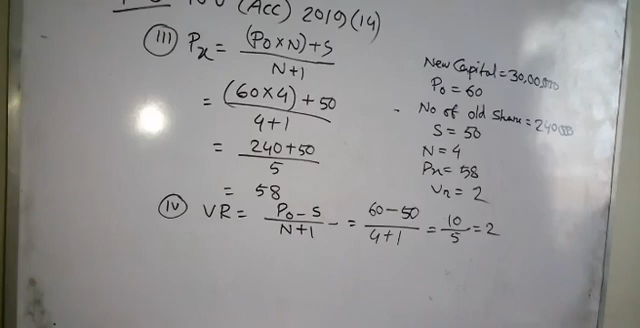 (Acc) 2019 (14)
(III) Px = (P0 × N) + S / N+1
= (60×4) + 50 / 4+1
= 240+50 / 5
= 58
(IV) VR = P0 - S / N+1 = 60-50 / 4+1 = 10/5 = 2
New Capital = 30,00,000
P0 = 60
No of old Share = 240000
S = 50
N = 4
Px = 58
VR = 2